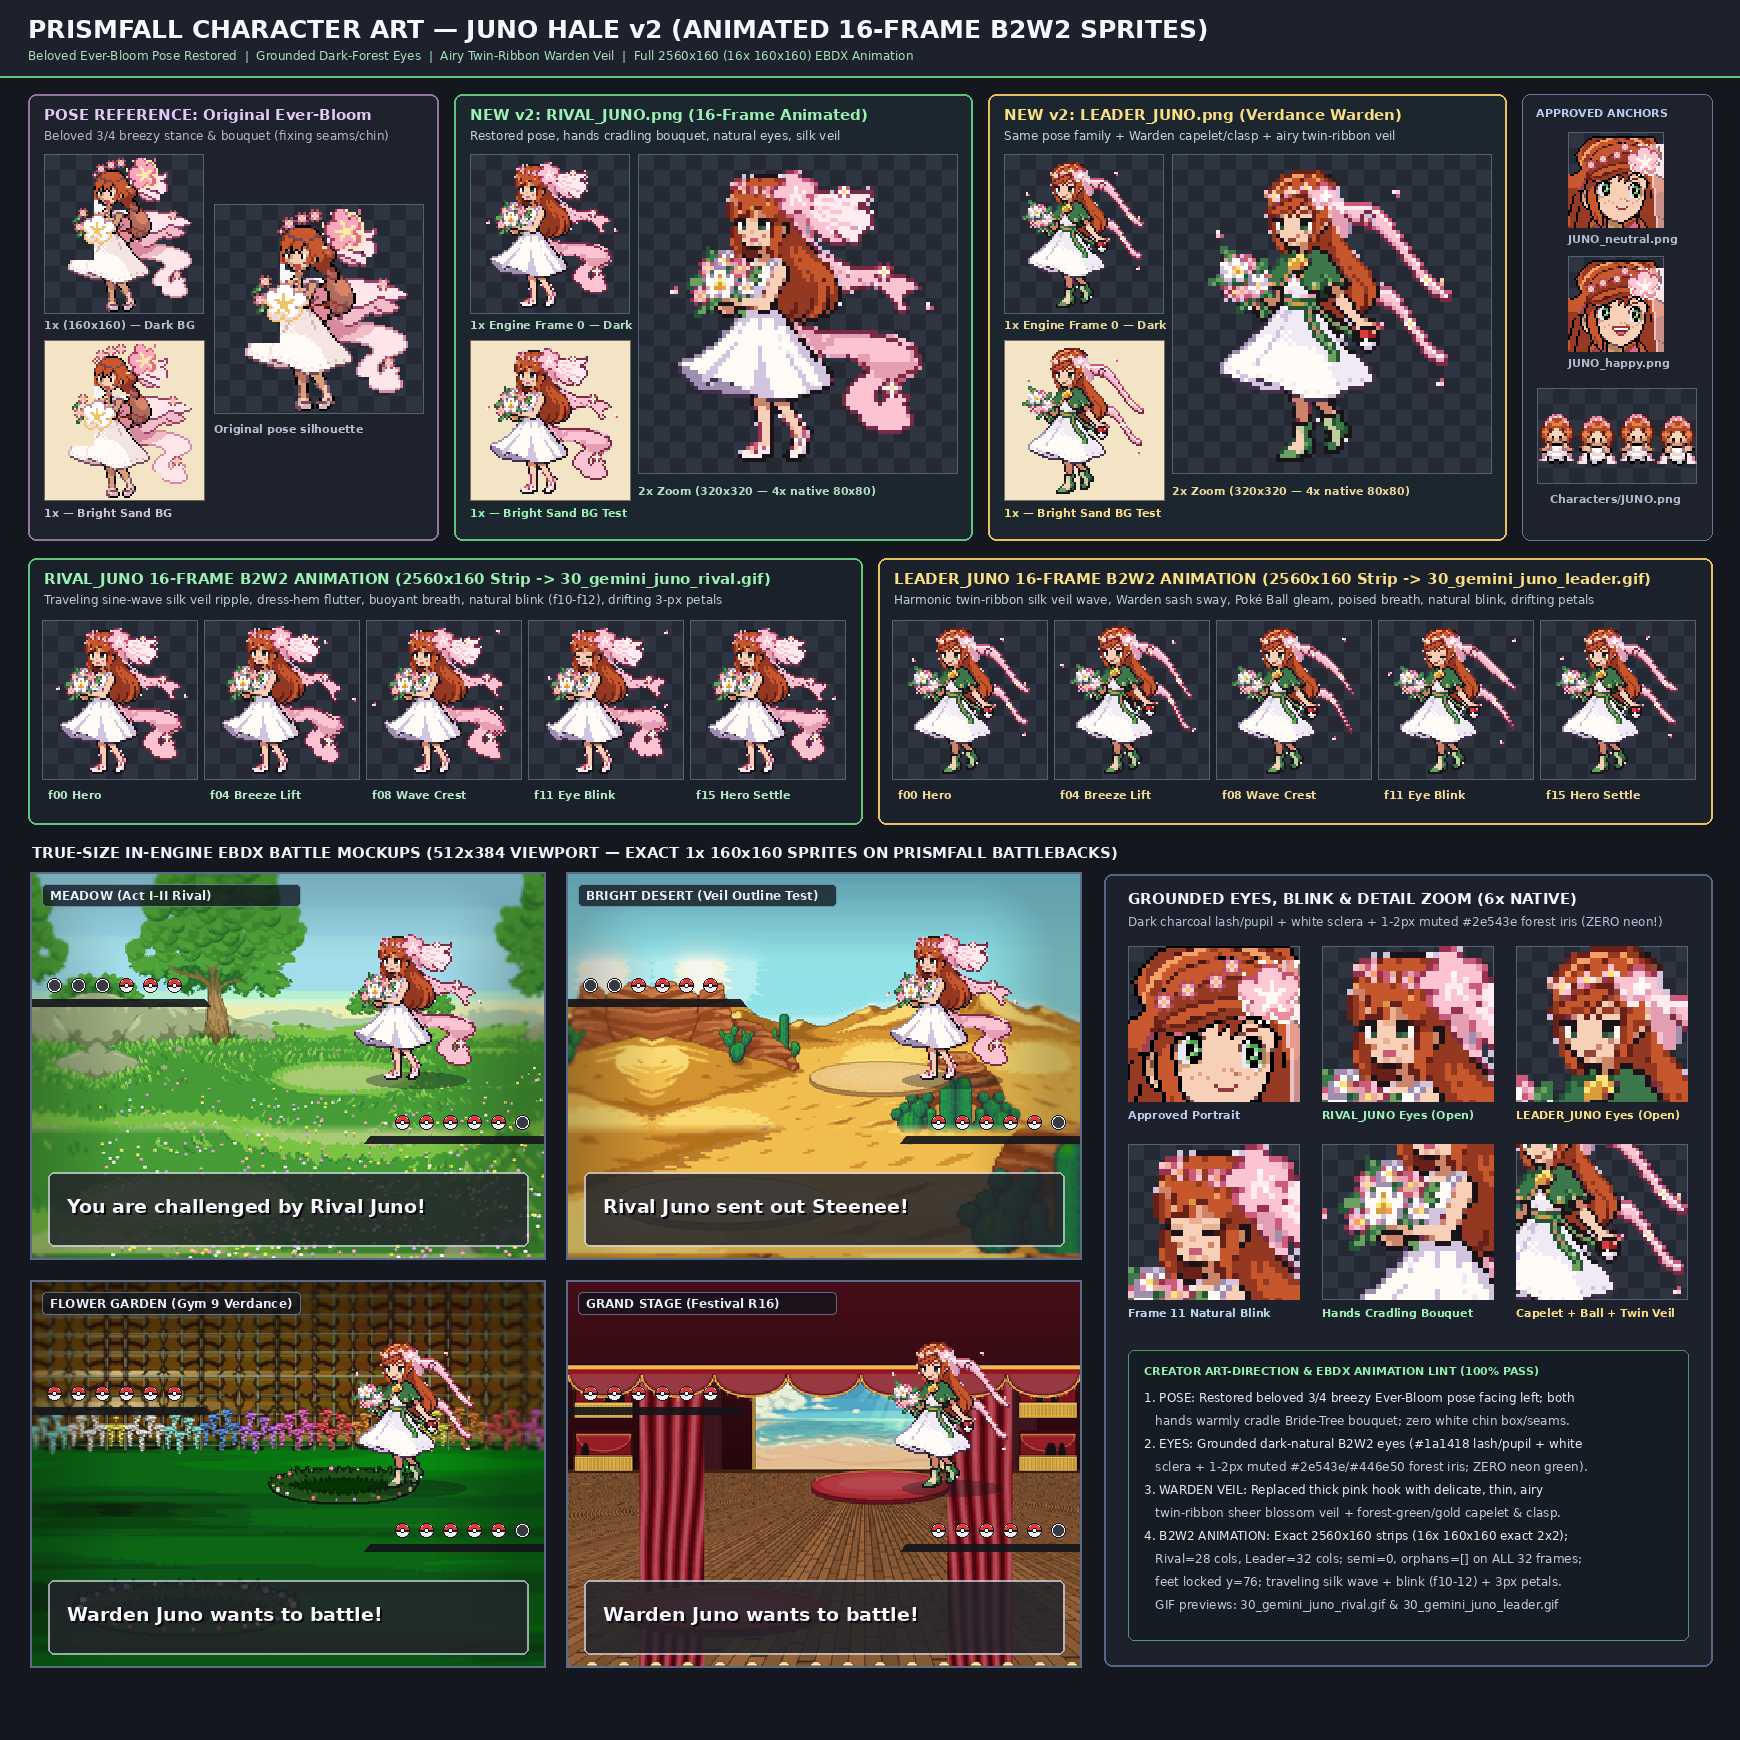 PRISMFALL CHARACTER ART — JUNO HALE v2 (ANIMATED 16-FRAME B2W2 SPRITES)
Beloved Ever-Bloom Pose Restored | Grounded Dark-Forest Eyes | Airy Twin-Ribbon Warden Veil | Full 2560x160 (16x 160x160) EBDX Animation
POSE REFERENCE: Original Ever-Bloom
Beloved 3/4 breezy stance & bouquet (fixing seams/chin)
1x (160x160) — Dark BG
Original pose silhouette
1x — Bright Sand BG
NEW v2: RIVAL_JUNO.png (16-Frame Animated)
Restored pose, hands cradling bouquet, natural eyes, silk veil
1x Engine Frame 0 — Dark
2x Zoom (320x320 — 4x native 80x80)
1x — Bright Sand BG Test
NEW v2: LEADER_JUNO.png (Verdance Warden)
Same pose family + Warden capelet/clasp + airy twin-ribbon veil
1x Engine Frame 0 — Dark
2x Zoom (320x320 — 4x native 80x80)
1x — Bright Sand BG Test
APPROVED ANCHORS
JUNO_neutral.png
JUNO_happy.png
Characters/JUNO.png
RIVAL_JUNO 16-FRAME B2W2 ANIMATION (2560x160 Strip -> 30_gemini_juno_rival.gif)
Traveling sine-wave silk veil ripple, dress-hem flutter, buoyant breath, natural blink (f10-f12), drifting 3-px petals
f00 Hero
f04 Breeze Lift
f08 Wave Crest
f11 Eye Blink
f15 Hero Settle
LEADER_JUNO 16-FRAME B2W2 ANIMATION (2560x160 Strip -> 30_gemini_juno_leader.gif)
Harmonic twin-ribbon silk veil wave, Warden sash sway, Poké Ball gleam, poised breath, natural blink, drifting petals
f00 Hero
f04 Breeze Lift
f08 Wave Crest
f11 Eye Blink
f15 Hero Settle
TRUE-SIZE IN-ENGINE EBDX BATTLE MOCKUPS (512x384 VIEWPORT — EXACT 1x 160x160 SPRITES ON PRISMFALL BATTLEBACKS)
MEADOW (Act I-II Rival)
You are challenged by Rival Juno!
BRIGHT DESERT (Veil Outline Test)
Rival Juno sent out Steenee!
FLOWER GARDEN (Gym 9 Verdance)
Warden Juno wants to battle!
GRAND STAGE (Festival R16)
Warden Juno wants to battle!
GROUNDED EYES, BLINK & DETAIL ZOOM (6x NATIVE)
Dark charcoal lash/pupil + white sclera + 1-2px muted #2e543e forest iris (ZERO neon!)
Approved Portrait
RIVAL_JUNO Eyes (Open)
LEADER_JUNO Eyes (Open)
Frame 11 Natural Blink
Hands Cradling Bouquet
Capelet + Ball + Twin Veil
CREATOR ART-DIRECTION & EBDX ANIMATION LINT (100% PASS)
1. POSE: Restored beloved 3/4 breezy Ever-Bloom pose facing left; both
hands warmly cradle Bride-Tree bouquet; zero white chin box/seams.
2. EYES: Grounded dark-natural B2W2 eyes (#1a1418 lash/pupil + white
sclera + 1-2px muted #2e543e/#446e50 forest iris; ZERO neon green).
3. WARDEN VEIL: Replaced thick pink hook with delicate, thin, airy
twin-ribbon sheer blossom veil + forest-green/gold capelet & clasp.
4. B2W2 ANIMATION: Exact 2560x160 strips (16x 160x160 exact 2x2);
Rival=28 cols, Leader=32 cols; semi=0, orphans=[] on ALL 32 frames;
feet locked y=76; traveling silk wave + blink (f10-12) + 3px petals.
GIF previews: 30_gemini_juno_rival.gif & 30_gemini_juno_leader.gif